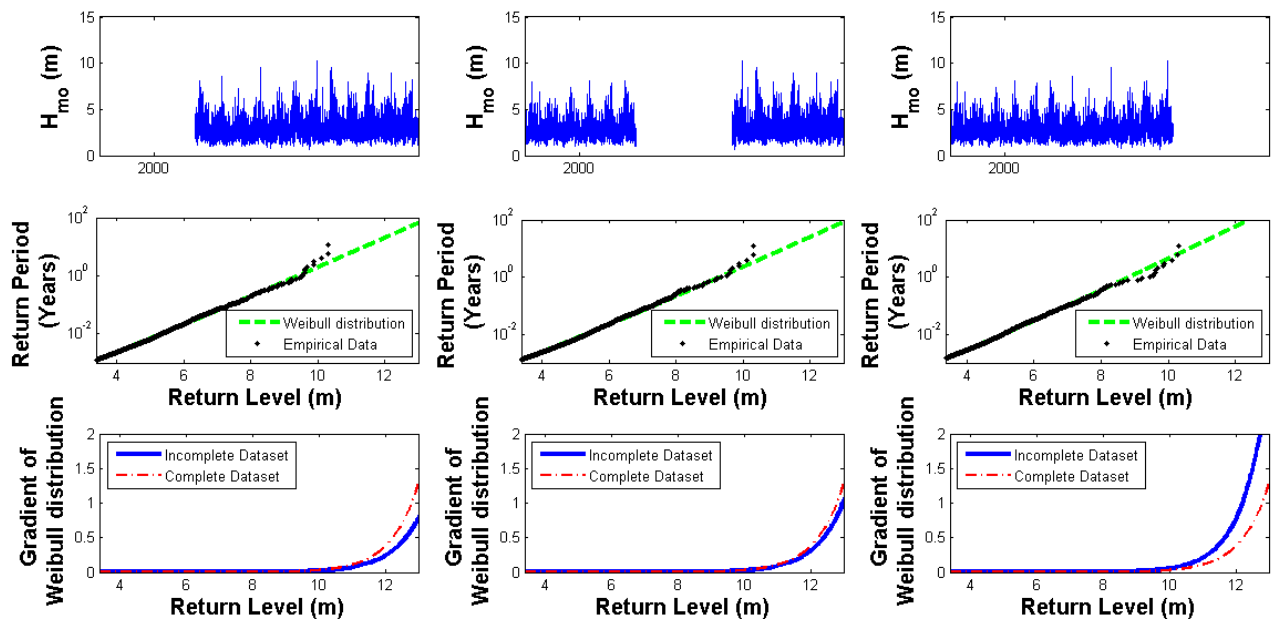 15
10
5
0
H_mo (m)
2000
15
10
5
0
H_mo (m)
2000
15
10
5
0
H_mo (m)
2000
10^2
10^0
10^-2
Return Period
(Years)
Weibull distribution
Empirical Data
4 6 8 10 12
Return Level (m)
10^2
10^0
10^-2
Return Period
(Years)
Weibull distribution
Empirical Data
4 6 8 10 12
Return Level (m)
10^2
10^0
10^-2
Return Period
(Years)
Weibull distribution
Empirical Data
4 6 8 10 12
Return Level (m)
2
1.5
1
0.5
0
Gradient of
Weibull distribution
Incomplete Dataset
Complete Dataset
4 6 8 10 12
Return Level (m)
2
1.5
1
0.5
0
Gradient of
Weibull distribution
Incomplete Dataset
Complete Dataset
4 6 8 10 12
Return Level (m)
2
1.5
1
0.5
0
Gradient of
Weibull distribution
Incomplete Dataset
Complete Dataset
4 6 8 10 12
Return Level (m)